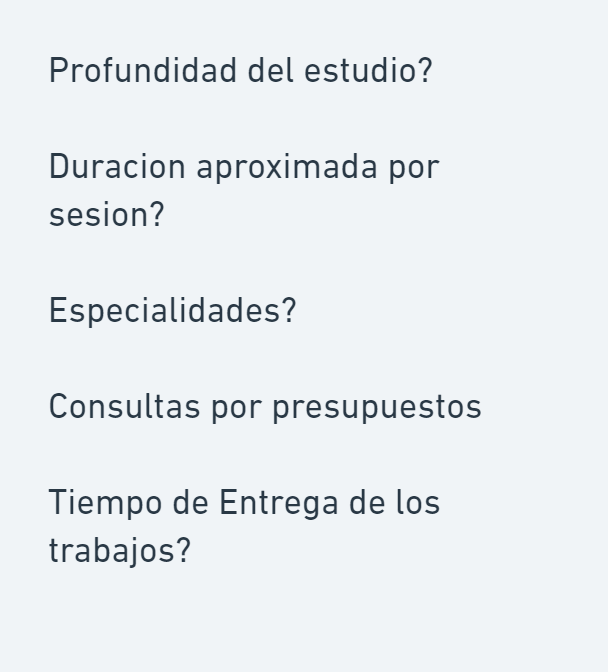 Profundidad del estudio?
Duracion aproximada por
sesion?
Especialidades?
Consultas por presupuestos
Tiempo de Entrega de los
trabajos?